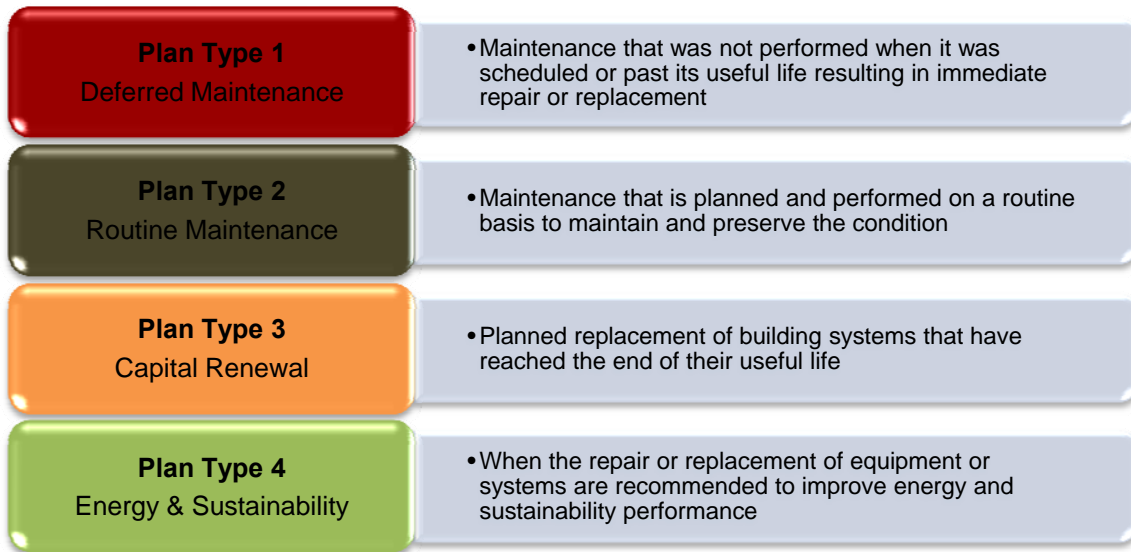 Plan Type 1
Deferred Maintenance
•Maintenance that was not performed when it was
scheduled or past its useful life resulting in immediate
repair or replacement
Plan Type 2
Routine Maintenance
•Maintenance that is planned and performed on a routine
basis to maintain and preserve the condition
Plan Type 3
Capital Renewal
•Planned replacement of building systems that have
reached the end of their useful life
Plan Type 4
Energy & Sustainability
•When the repair or replacement of equipment or
systems are recommended to improve energy and
sustainability performance